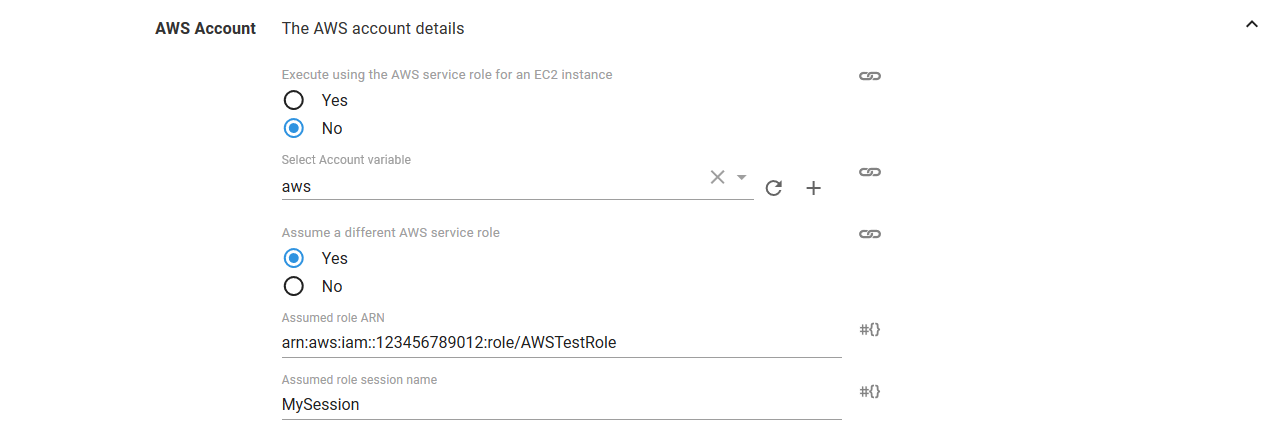 AWS Account The AWS account details
Execute using the AWS service role for an EC2 instance
Yes
No
Select Account variable
aws
Assume a different AWS service role
Yes
No
Assumed role ARN
arn:aws:iam::123456789012:role/AWSTestRole
#{}
Assumed role session name
MySession
#{}